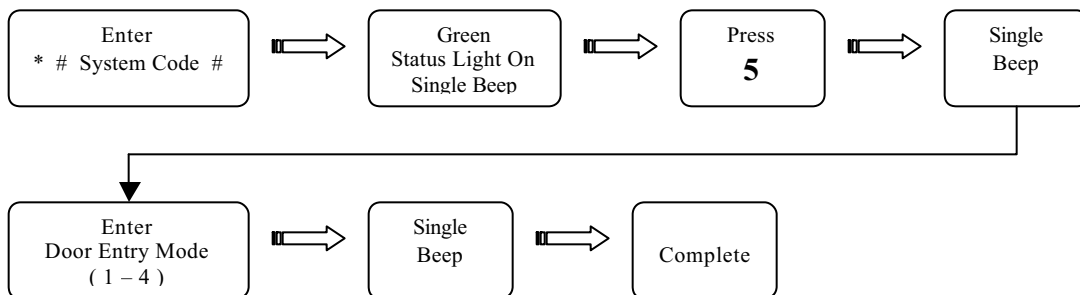 Enter
* # System Code #
Green
Status Light On
Single Beep
Press
5
Single
Beep
Enter
Door Entry Mode
( 1 – 4 )
Single
Beep
Complete